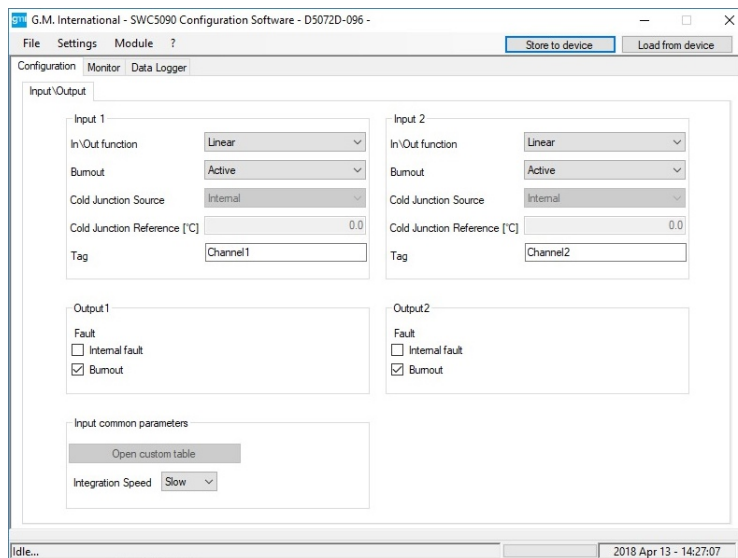 gmi G.M. International - SWC5090 Configuration Software - D5072D-096 -
File Settings Module ? Store to device Load from device
Configuration Monitor Data Logger
Input\Output
Input 1
In\Out function Linear
Burnout Active
Cold Junction Source Internal
Cold Junction Reference [°C] 0.0
Tag Channel1
Input 2
In\Out function Linear
Burnout Active
Cold Junction Source Internal
Cold Junction Reference [°C] 0.0
Tag Channel2
Output1
Fault
Internal fault
Burnout
Output2
Fault
Internal fault
Burnout
Input common parameters
Open custom table
Integration Speed Slow
Idle... 2018 Apr 13 - 14:27:07